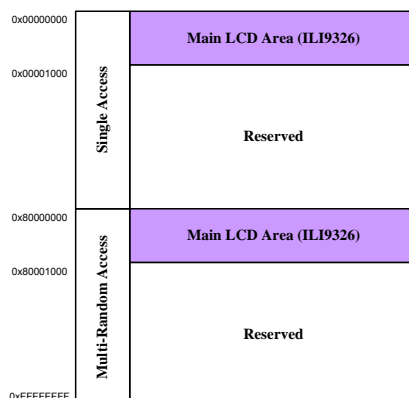 0x00000000
Main LCD Area (ILI9326)
0x00001000
Single Access
Reserved
0x80000000
Main LCD Area (ILI9326)
0x80001000
Multi-Random Access
Reserved
0xFFFFFFFF